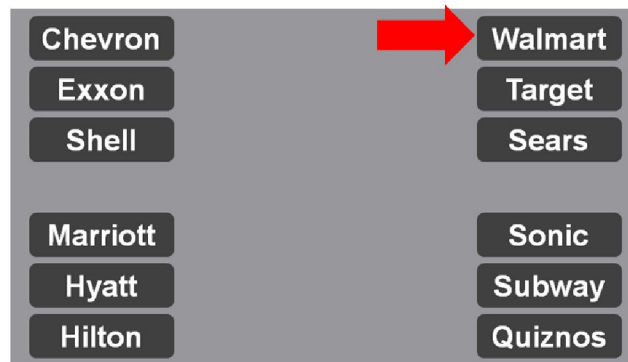 Chevron
Exxon
Shell
Marriott
Hyatt
Hilton
Walmart
Target
Sears
Sonic
Subway
Quiznos